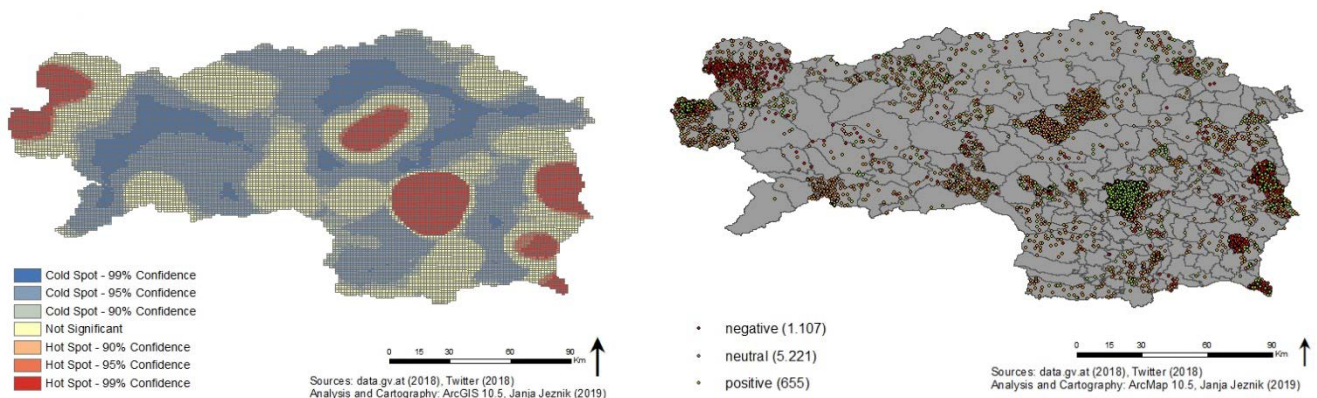 Cold Spot - 99% Confidence
Cold Spot - 95% Confidence
Cold Spot - 90% Confidence
Not Significant
Hot Spot - 90% Confidence
Hot Spot - 95% Confidence
Hot Spot - 99% Confidence
0 15 30 60 90
Km
Sources: data.gv.at (2018), Twitter (2018)
Analysis and Cartography: ArcGIS 10.5, Janja Jeznik (2019)
negative (1.107)
neutral (5.221)
positive (655)
0 15 30 60 90
Km
Sources: data.gv.at (2018), Twitter (2018)
Analysis and Cartography: ArcMap 10.5, Janja Jeznik (2019)